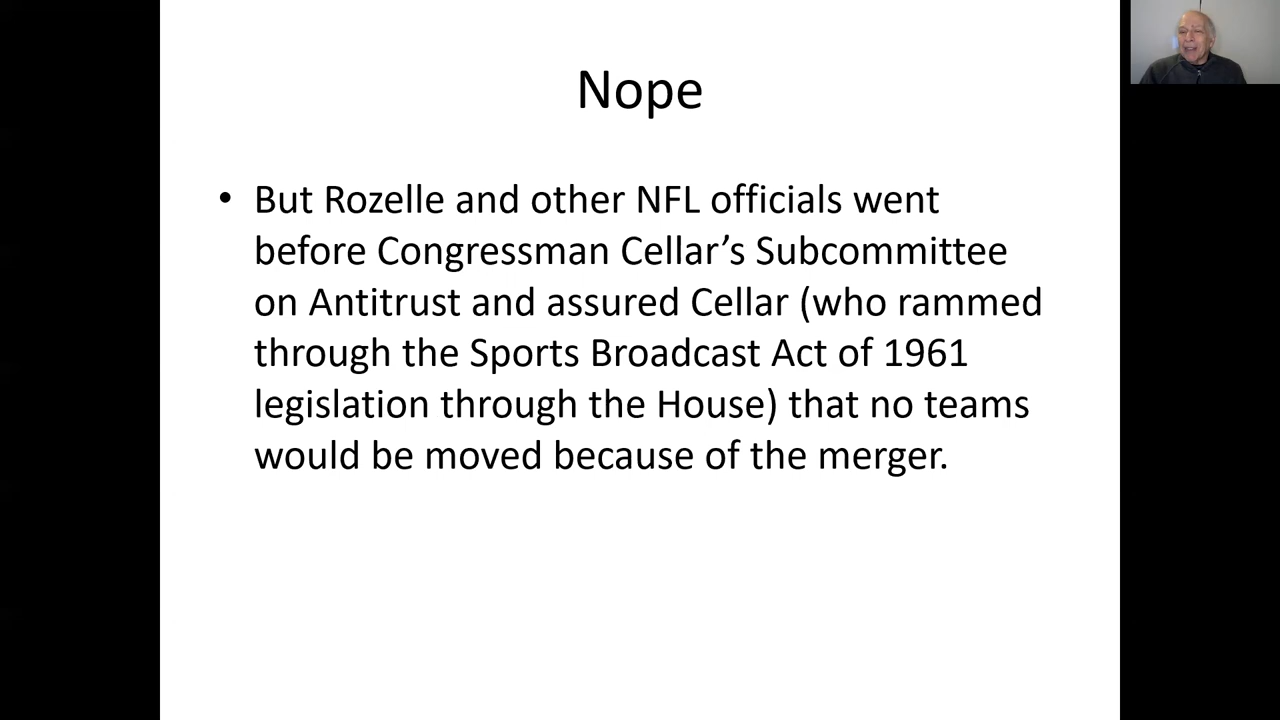 Nope
• But Rozelle and other NFL officials went
before Congressman Cellar’s Subcommittee
on Antitrust and assured Cellar (who rammed
through the Sports Broadcast Act of 1961
legislation through the House) that no teams
would be moved because of the merger.